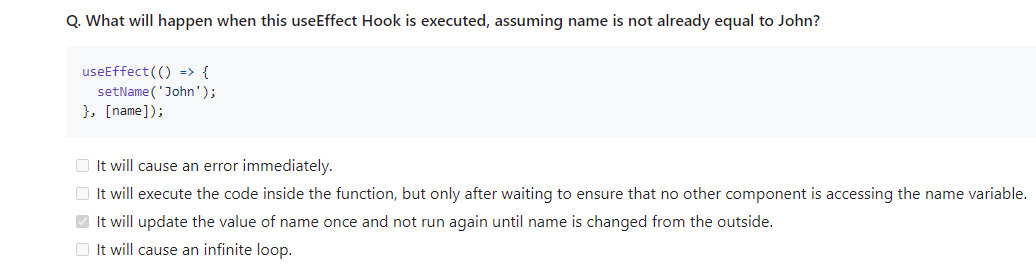 Q. What will happen when this useEffect Hook is executed, assuming name is not already equal to John?
useEffect(() => {
  setName('John');
}, [name]);
It will cause an error immediately.
It will execute the code inside the function, but only after waiting to ensure that no other component is accessing the name variable.
It will update the value of name once and not run again until name is changed from the outside.
It will cause an infinite loop.